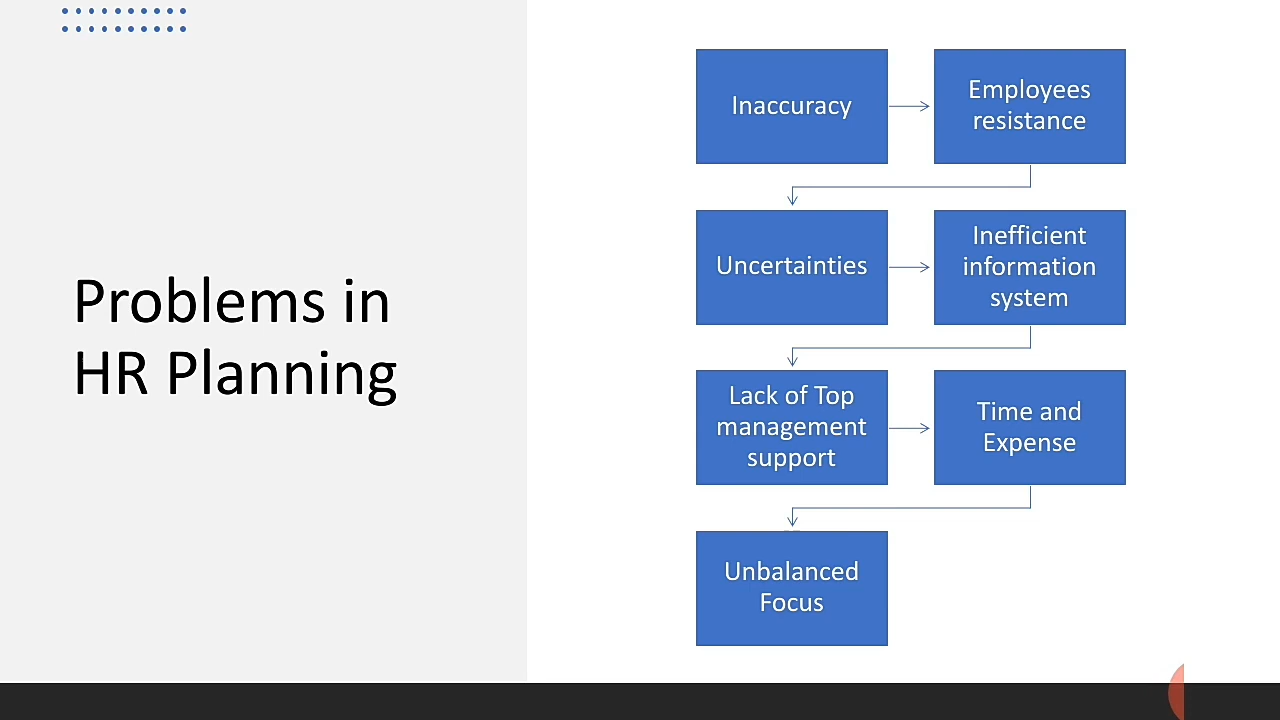 Problems in
HR Planning
Inaccuracy
Employees
resistance
Uncertainties
Inefficient
information
system
Lack of Top
management
support
Time and
Expense
Unbalanced
Focus